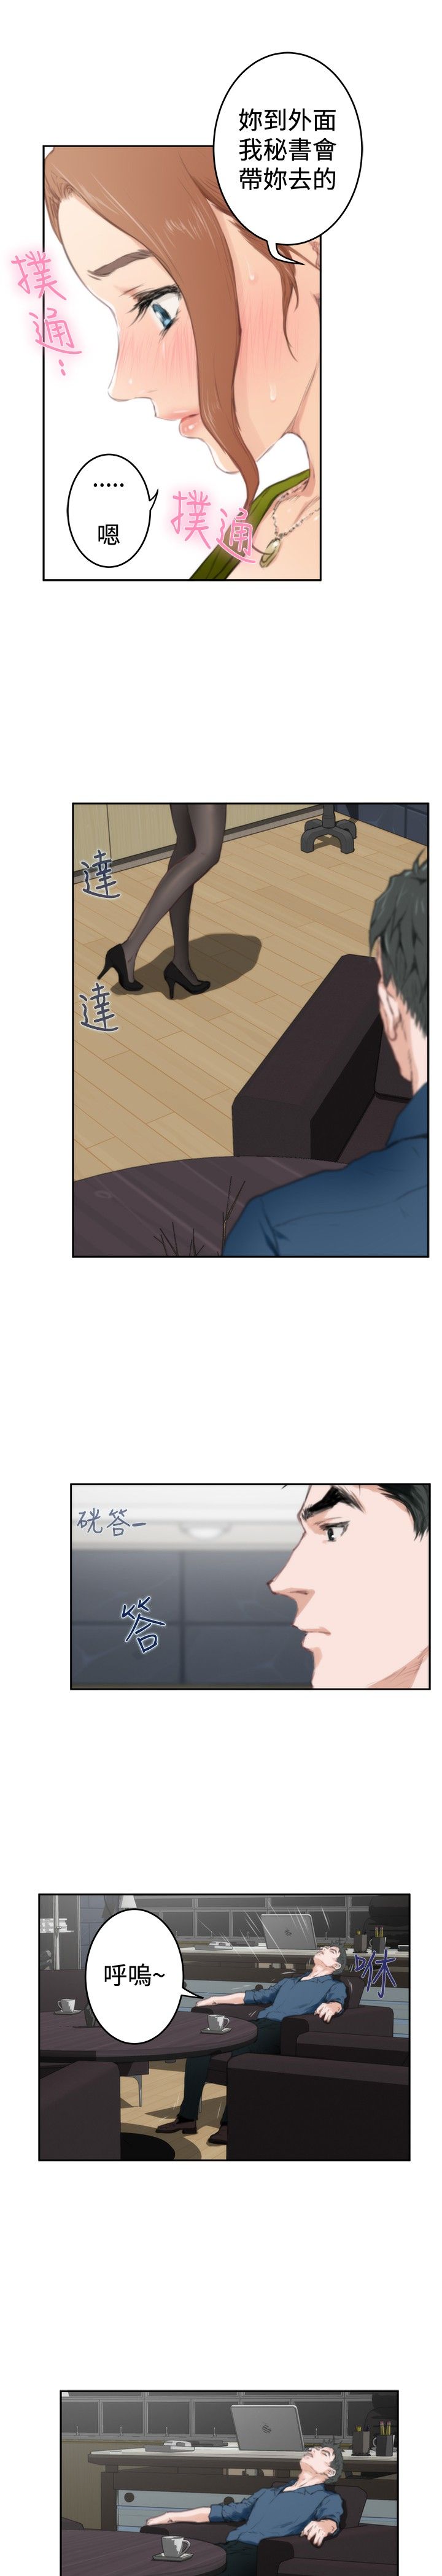 妳到外面
我秘書會
帶妳去的
撲
通
：
.....
嗯
撲
通
達
達
硄答-
答
呼嗚~
咻